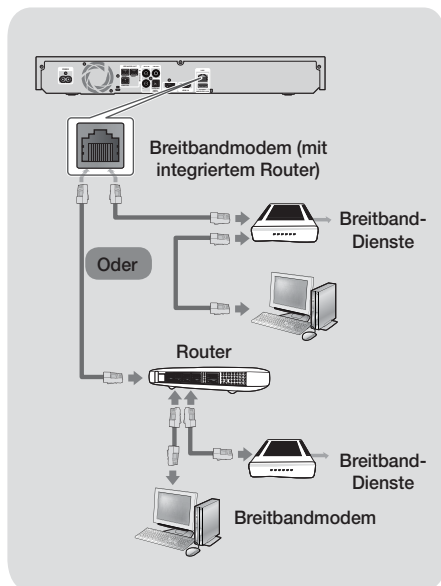 Breitbandmodem (mit
integriertem Router)
Breitband-
Dienste
Oder
Router
Breitband-
Dienste
Breitbandmodem